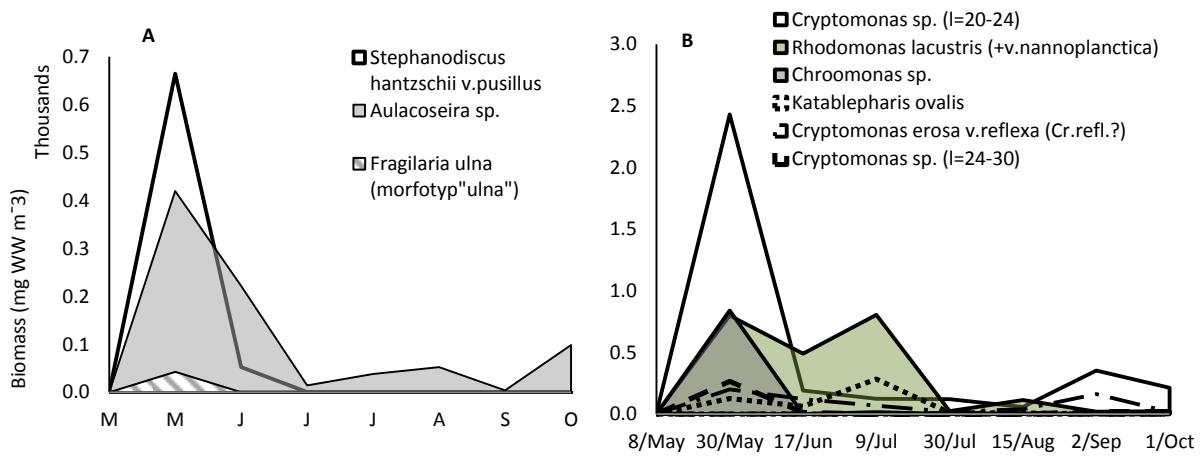 A
Thousands
Biomass (mg WW m⁻3)
0.7
0.6
0.5
0.4
0.3
0.2
0.1
0.0
M M J J J A S O
Stephanodiscus
hantzschii v.pusillus
Aulacoseira sp.
Fragilaria ulna
(morfotyp"ulna")
B
3.0
2.5
2.0
1.5
1.0
0.5
0.0
8/May 30/May 17/Jun 9/Jul 30/Jul 15/Aug 2/Sep 1/Oct
Cryptomonas sp. (l=20-24)
Rhodomonas lacustris (+v.nannoplanctica)
Chroomonas sp.
Katablepharis ovalis
Cryptomonas erosa v.reflexa (Cr.refl.?)
Cryptomonas sp. (l=24-30)